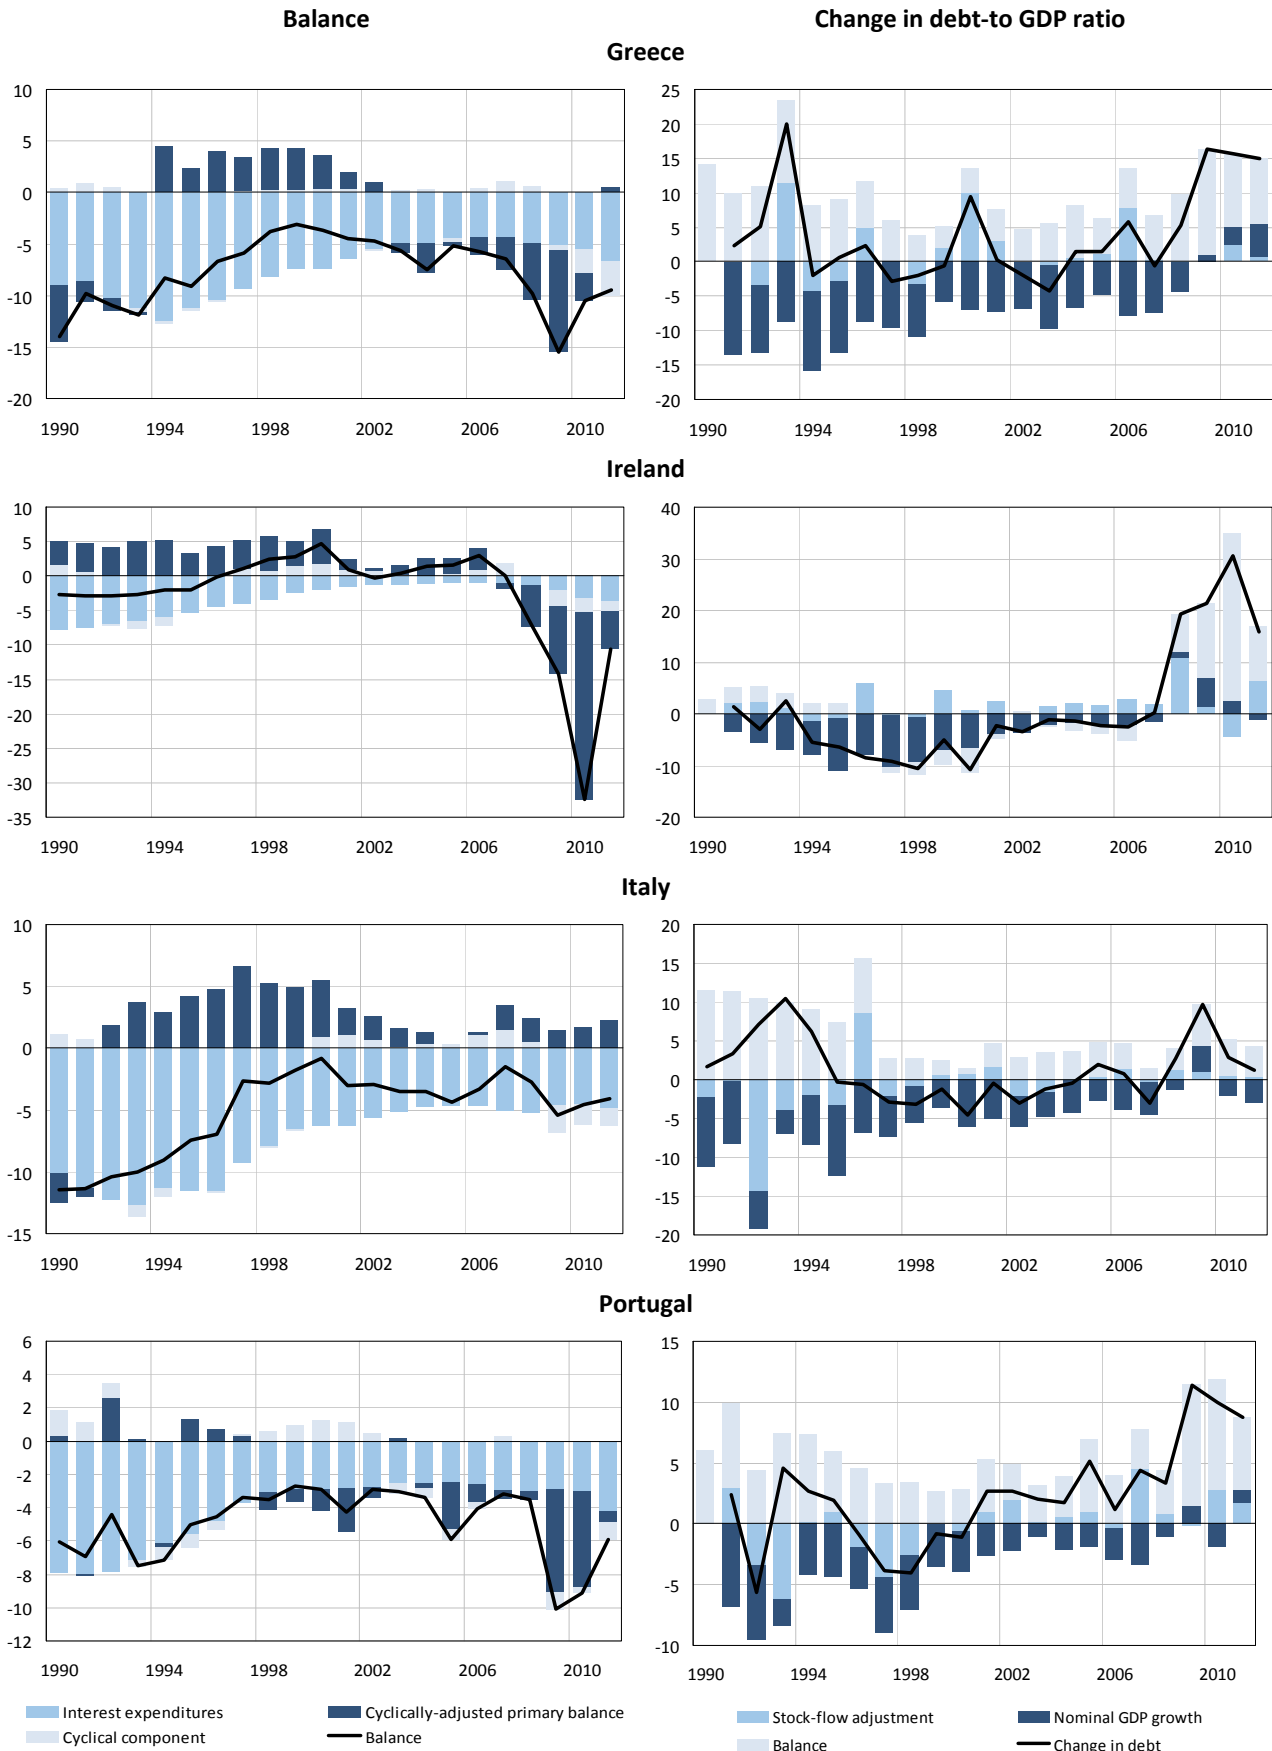 Balance
Change in debt-to GDP ratio
Greece
10
5
0
-5
-10
-15
-20
1990 1994 1998 2002 2006 2010
25
20
15
10
5
0
-5
-10
-15
-20
1990 1994 1998 2002 2006 2010
Ireland
10
5
0
-5
-10
-15
-20
-25
-30
-35
1990 1994 1998 2002 2006 2010
40
30
20
10
0
-10
-20
1990 1994 1998 2002 2006 2010
Italy
10
5
0
-5
-10
-15
1990 1994 1998 2002 2006 2010
20
15
10
5
0
-5
-10
-15
-20
1990 1994 1998 2002 2006 2010
Portugal
6
4
2
0
-2
-4
-6
-8
-10
-12
1990 1994 1998 2002 2006 2010
15
10
5
0
-5
-10
1990 1994 1998 2002 2006 2010
Interest expenditures
Cyclically-adjusted primary balance
Cyclical component
Balance
Stock-flow adjustment
Nominal GDP growth
Balance
Change in debt